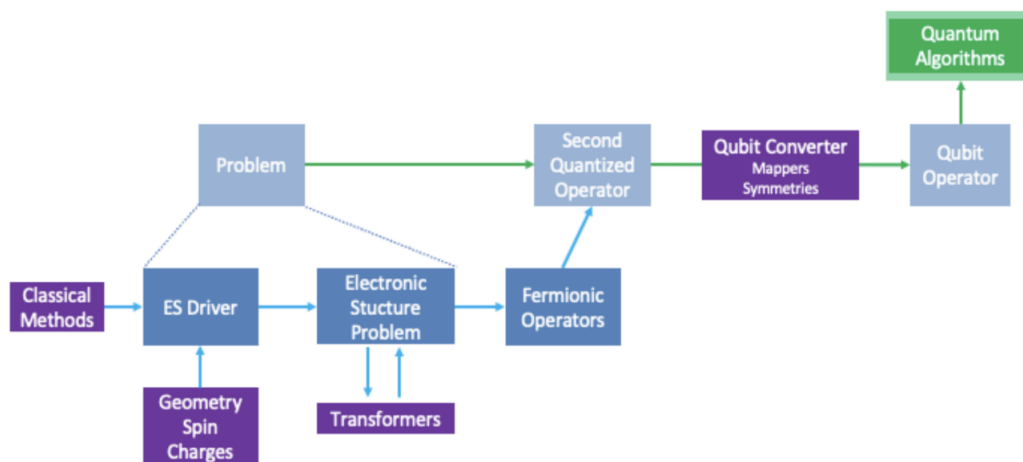 Quantum
Algorithms
Problem
Second
Quantized
Operator
Qubit Converter
Mappers
Symmetries
Qubit
Operator
Classical
Methods
ES Driver
Electronic
Stucture
Problem
Fermionic
Operators
Geometry
Spin
Charges
Transformers